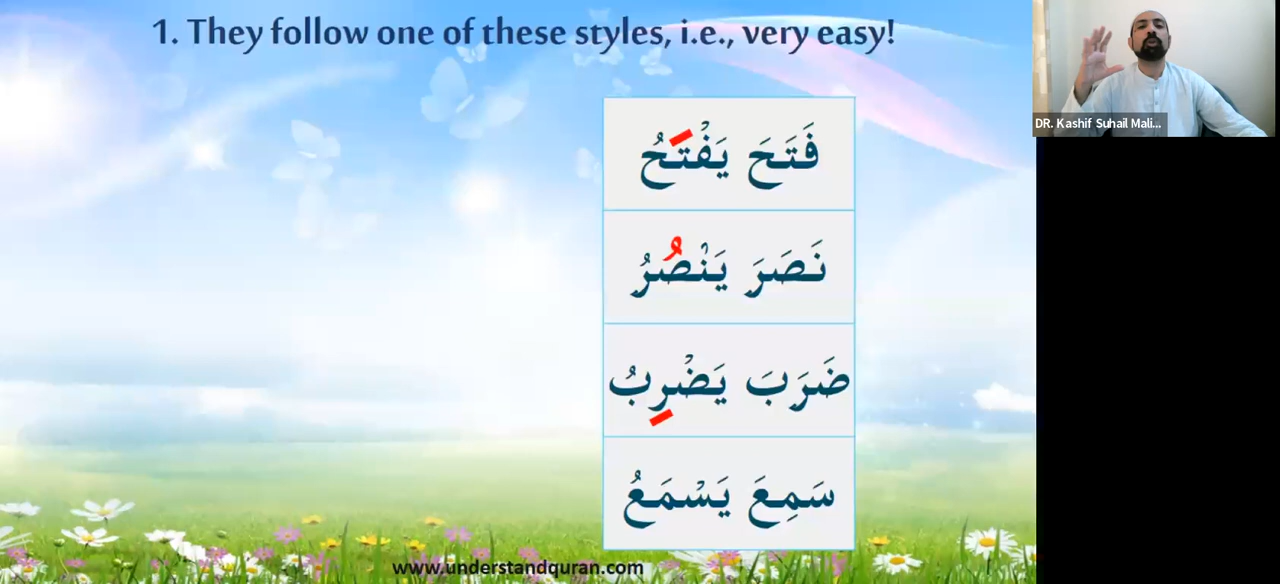 1. They follow one of these styles, i.e., very easy!
DR. Kashif Suhail Mali...
فَتَحَ يَفْتَحُ
نَصَرَ يَنْصُرُ
ضَرَبَ يَضْرِبُ
سَمِعَ يَسْمَعُ
www.understandquran.com